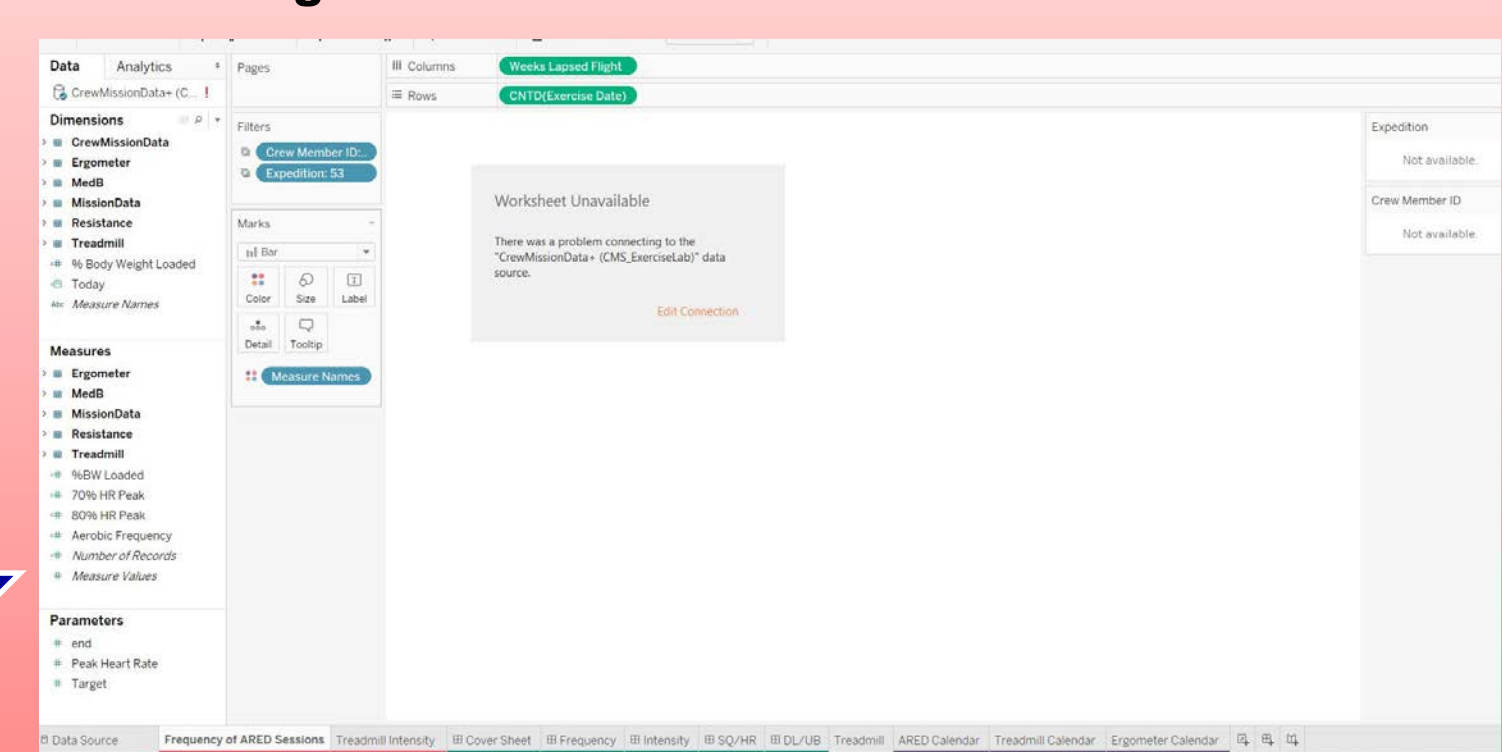 Data Analytics
CrewMissionData+ (C... !
Dimensions
CrewMissionData
Ergometer
MedB
MissionData
Resistance
Treadmill
=# % Body Weight Loaded
Today
Abc Measure Names
Measures
Ergometer
MedB
MissionData
Resistance
Treadmill
=# %BW Loaded
=# 70% HR Peak
=# 80% HR Peak
=# Aerobic Frequency
=# Number of Records
# Measure Values
Parameters
# end
# Peak Heart Rate
# Target
Pages
Filters
Crew Member ID:...
Expedition: 53
Marks
Bar
Color Size Label
Detail Tooltip
Measure Names
Columns Weeks Lapsed Flight
Rows CNTD(Exercise Date)
Worksheet Unavailable
There was a problem connecting to the
"CrewMissionData+ (CMS_ExerciseLab)" data
source.
Edit Connection
Expedition
Not available.
Crew Member ID
Not available.
Data Source Frequency of ARED Sessions Treadmill Intensity Cover Sheet Frequency Intensity SQ/HR DL/UB Treadmill ARED Calendar Treadmill Calendar Ergometer Calendar